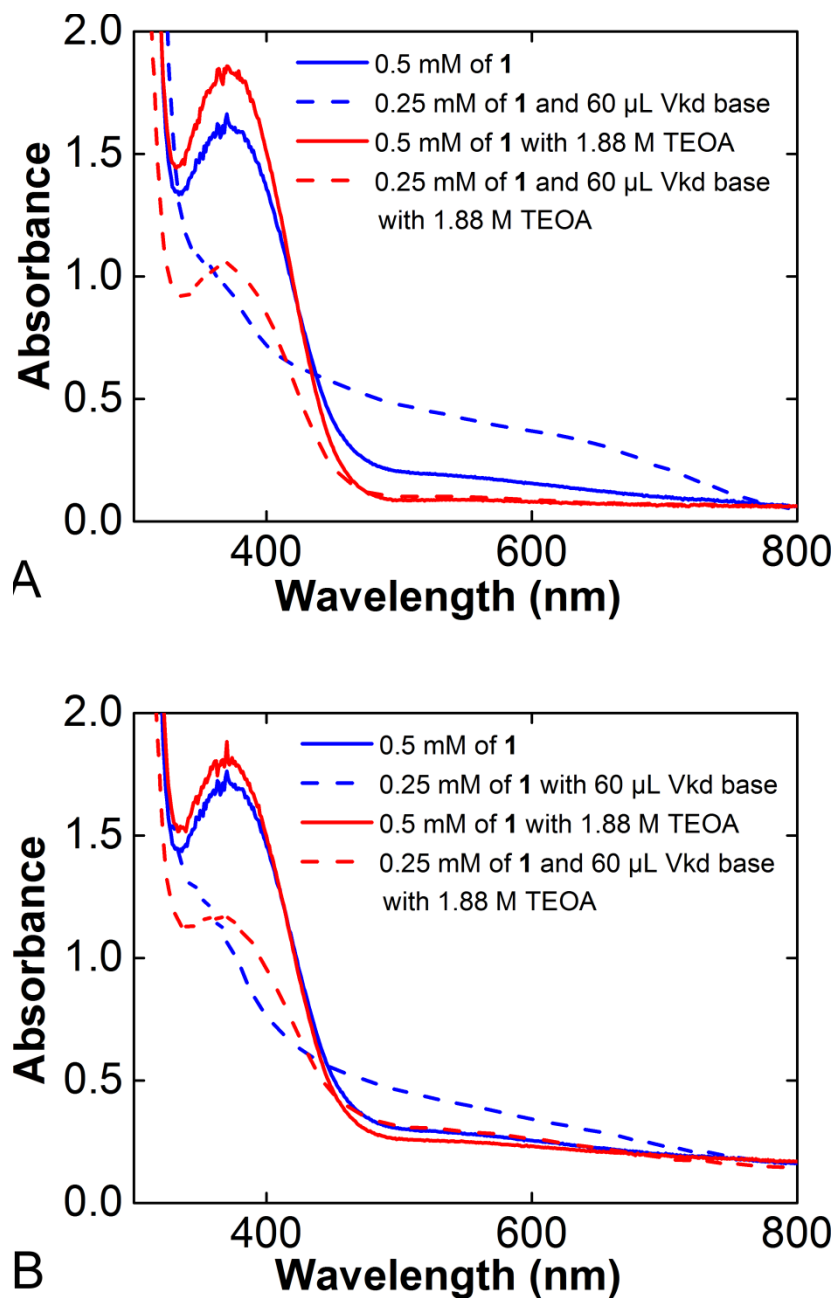 2.0
0.5 mM of 1
0.25 mM of 1 and 60 µL Vkd base
0.5 mM of 1 with 1.88 M TEOA
0.25 mM of 1 and 60 µL Vkd base
with 1.88 M TEOA
1.5
1.0
0.5
0.0
Absorbance
400
600
800
Wavelength (nm)
A
2.0
0.5 mM of 1
0.25 mM of 1 with 60 µL Vkd base
0.5 mM of 1 with 1.88 M TEOA
0.25 mM of 1 and 60 µL Vkd base
with 1.88 M TEOA
1.5
1.0
0.5
0.0
Absorbance
400
600
800
Wavelength (nm)
B